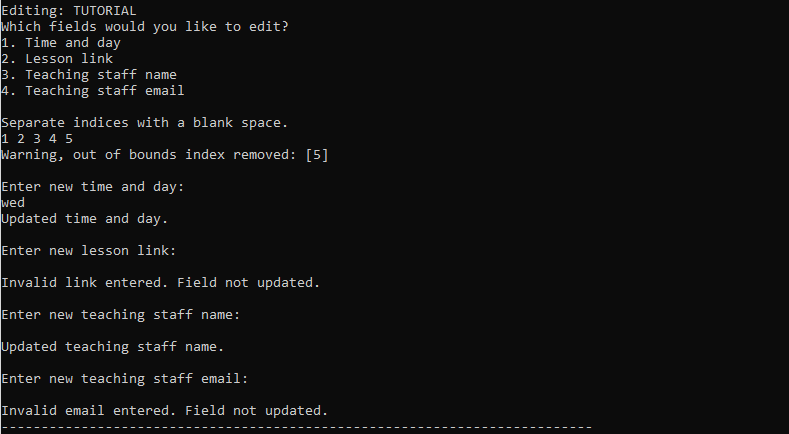 Editing: TUTORIAL
Which fields would you like to edit?
1. Time and day
2. Lesson link
3. Teaching staff name
4. Teaching staff email
Separate indices with a blank space.
1 2 3 4 5
Warning, out of bounds index removed: [5]
Enter new time and day:
wed
Updated time and day.
Enter new lesson link:
Invalid link entered. Field not updated.
Enter new teaching staff name:
Updated teaching staff name.
Enter new teaching staff email:
Invalid email entered. Field not updated.
--------------------------------------------------------------------------